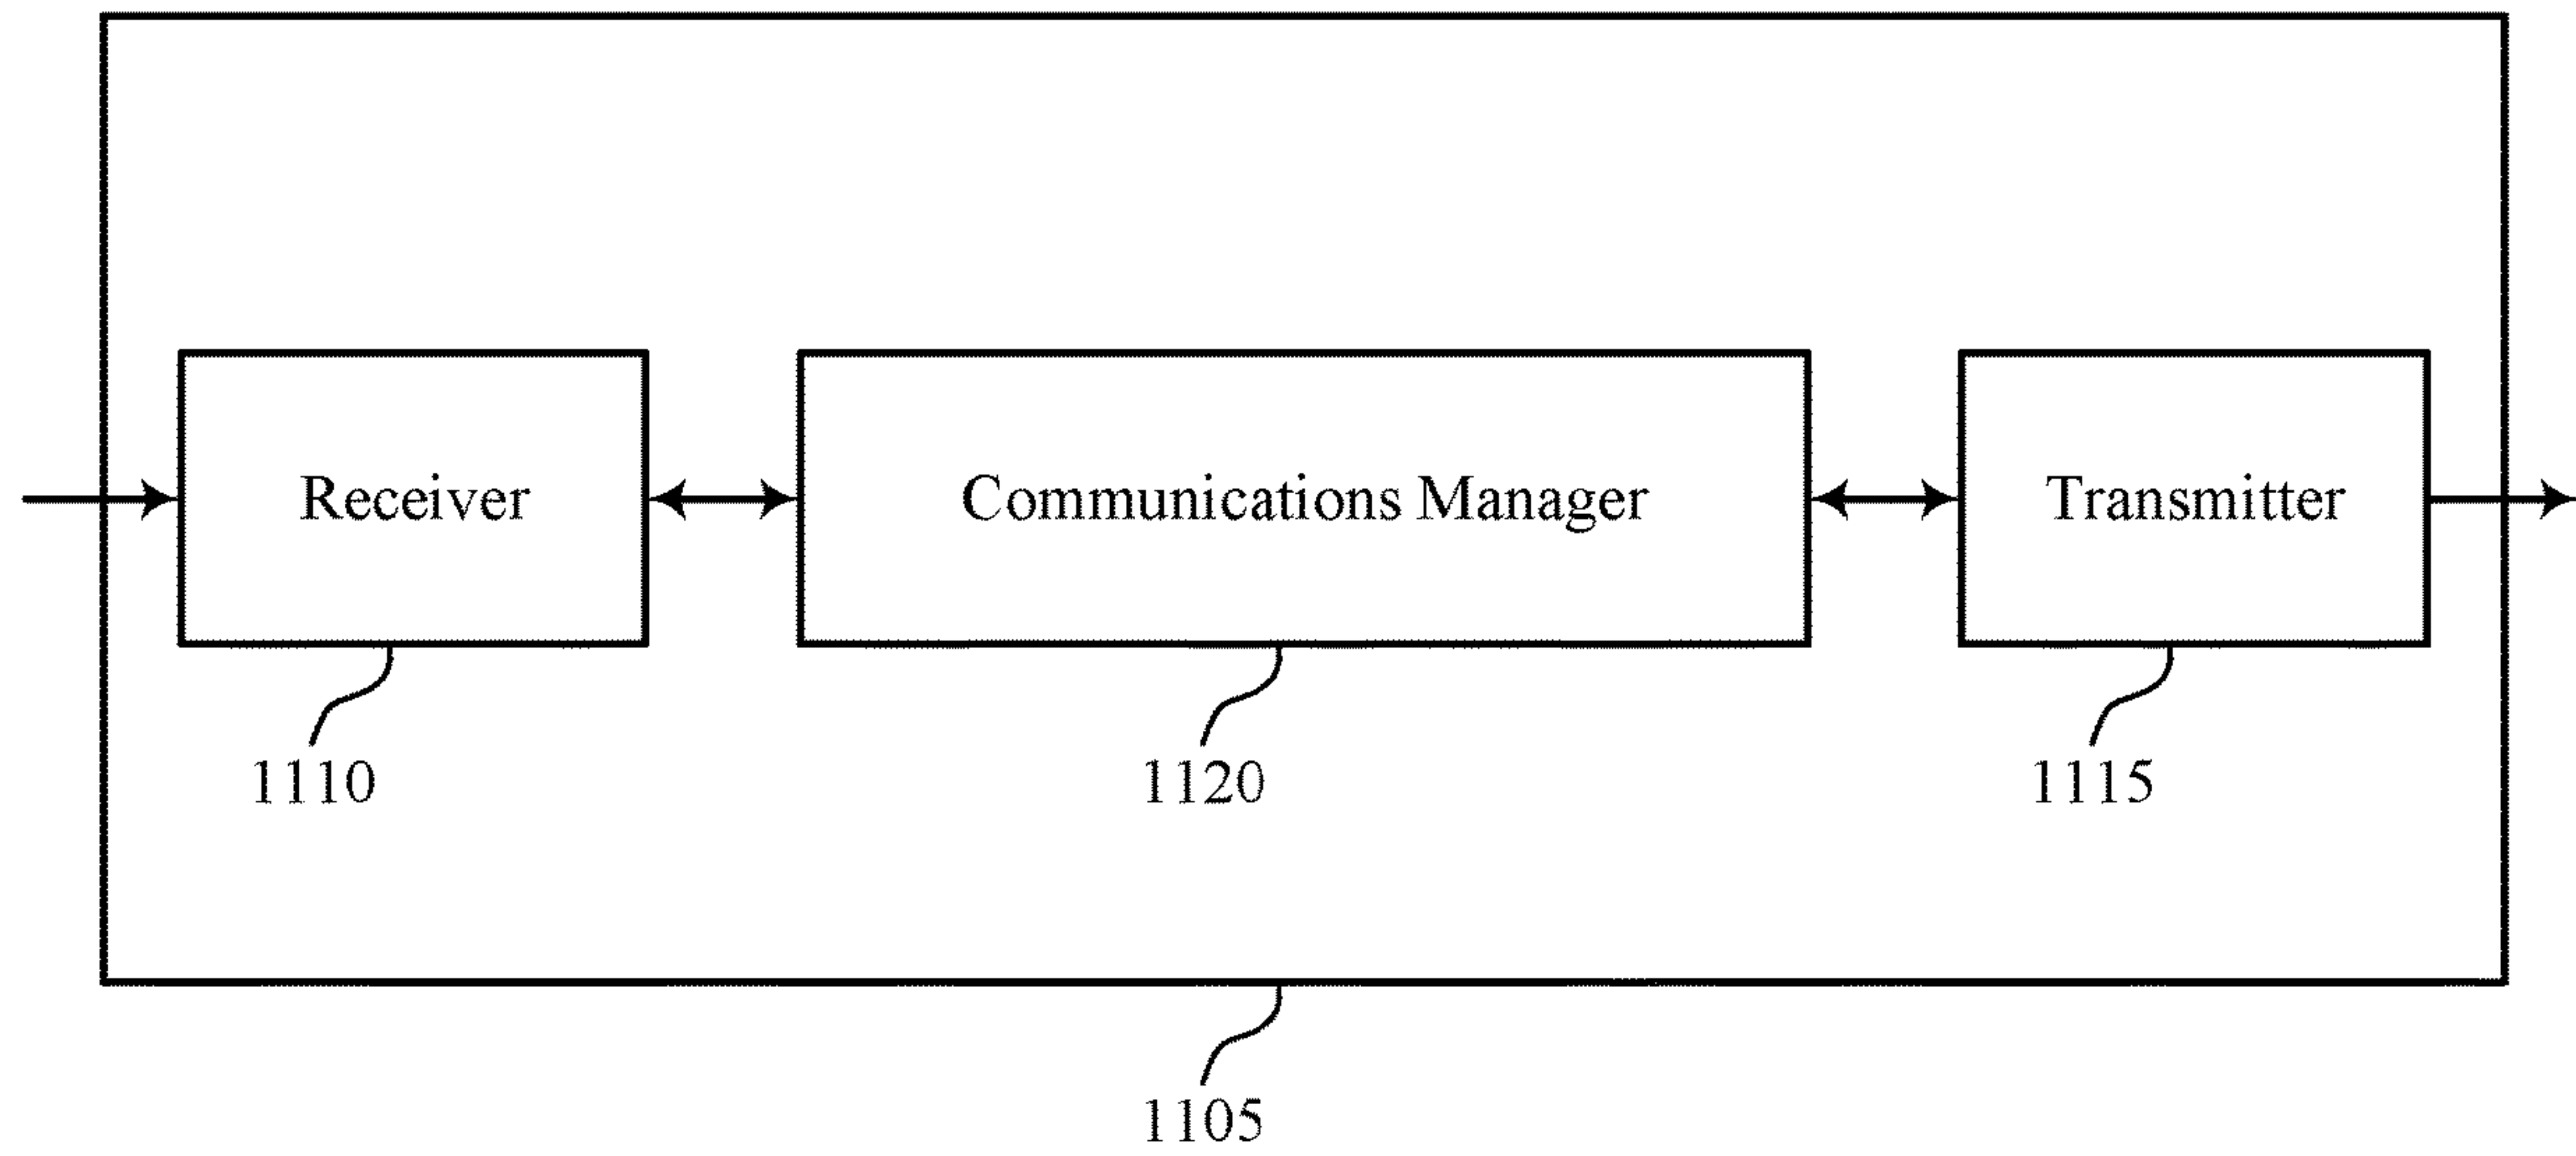 Receiver
Communications Manager
Transmitter
1110
1120
1115
1105